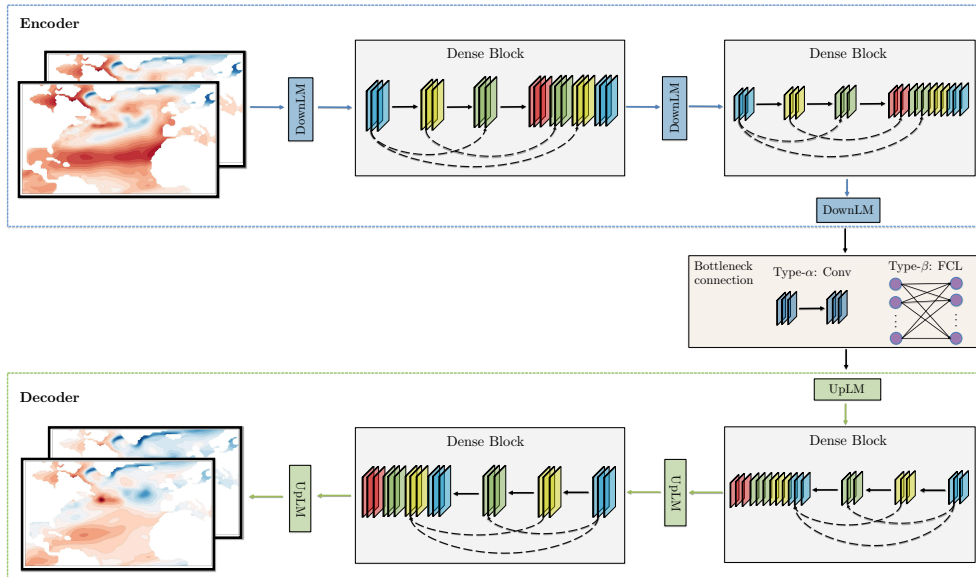 Encoder
DownLM
Dense Block
DownLM
Dense Block
DownLM
Bottleneck
connection
Type-α: Conv
Type-β: FCL
Decoder
UpLM
Dense Block
UpLM
Dense Block
UpLM